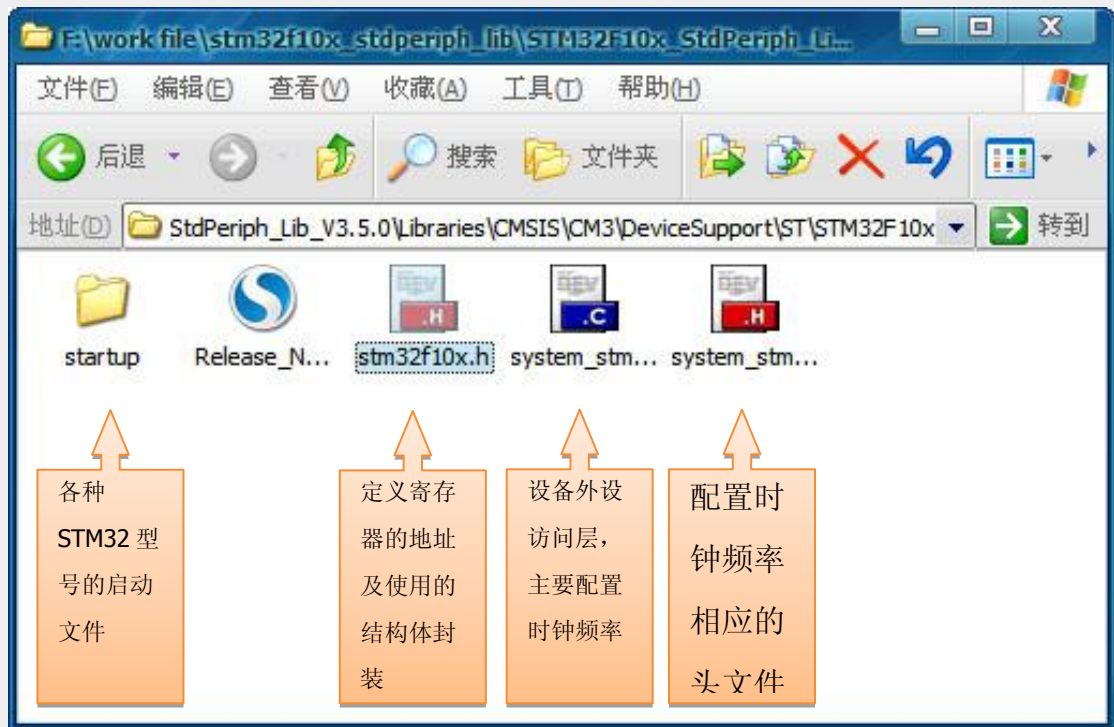 F:\work file\stm32f10x_stdperiph_lib\STM32F10x_StdPeriph_Li...
文件(F) 编辑(E) 查看(V) 收藏(A) 工具(T) 帮助(H)
后退 搜索 文件夹
地址(D) StdPeriph_Lib_V3.5.0\Libraries\CMSIS\CM3\DeviceSupport\ST\STM32F10x 转到
.H .C .H
startup Release_N... stm32f10x.h system_stm... system_stm...
各种
STM32 型
号的启动
文件
定义寄存
器的地址
及使用的
结构体封
装
设备外设
访问层，
主要配置
时钟频率
配置时
钟频率
相应的
头文件